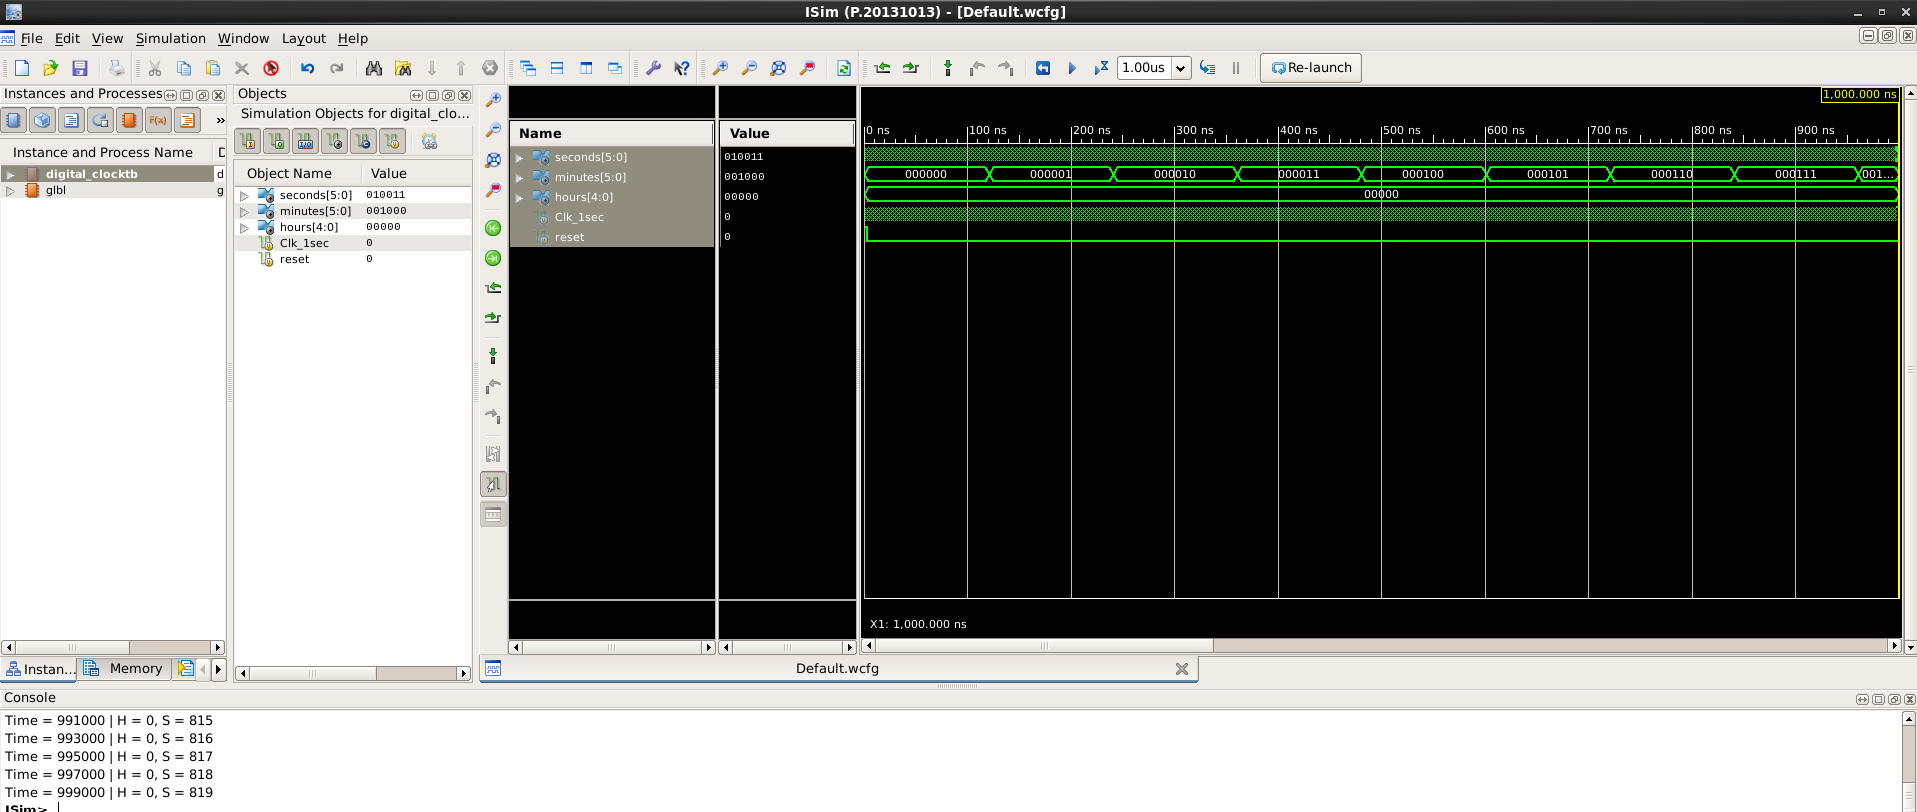 ISim (P.20131013) - [Default.wcfg]
File Edit View Simulation Window Layout Help
1.00us Re-launch
Instances and Processes
Instance and Process Name D
digital_clocktb d
glbl g
Instan... Memory
Objects
Simulation Objects for digital_clo...
Object Name Value
seconds[5:0] 010011
minutes[5:0] 001000
hours[4:0] 00000
Clk_1sec 0
reset 0
Name Value
seconds[5:0] 010011
minutes[5:0] 001000
hours[4:0] 00000
Clk_1sec 0
reset 0
1,000.000 ns
0 ns 100 ns 200 ns 300 ns 400 ns 500 ns 600 ns 700 ns 800 ns 900 ns
000000 000001 000010 000011 000100 000101 000110 000111 001...
00000
X1: 1,000.000 ns
Default.wcfg
Console
Time = 991000 | H = 0, S = 815
Time = 993000 | H = 0, S = 816
Time = 995000 | H = 0, S = 817
Time = 997000 | H = 0, S = 818
Time = 999000 | H = 0, S = 819
ISim>